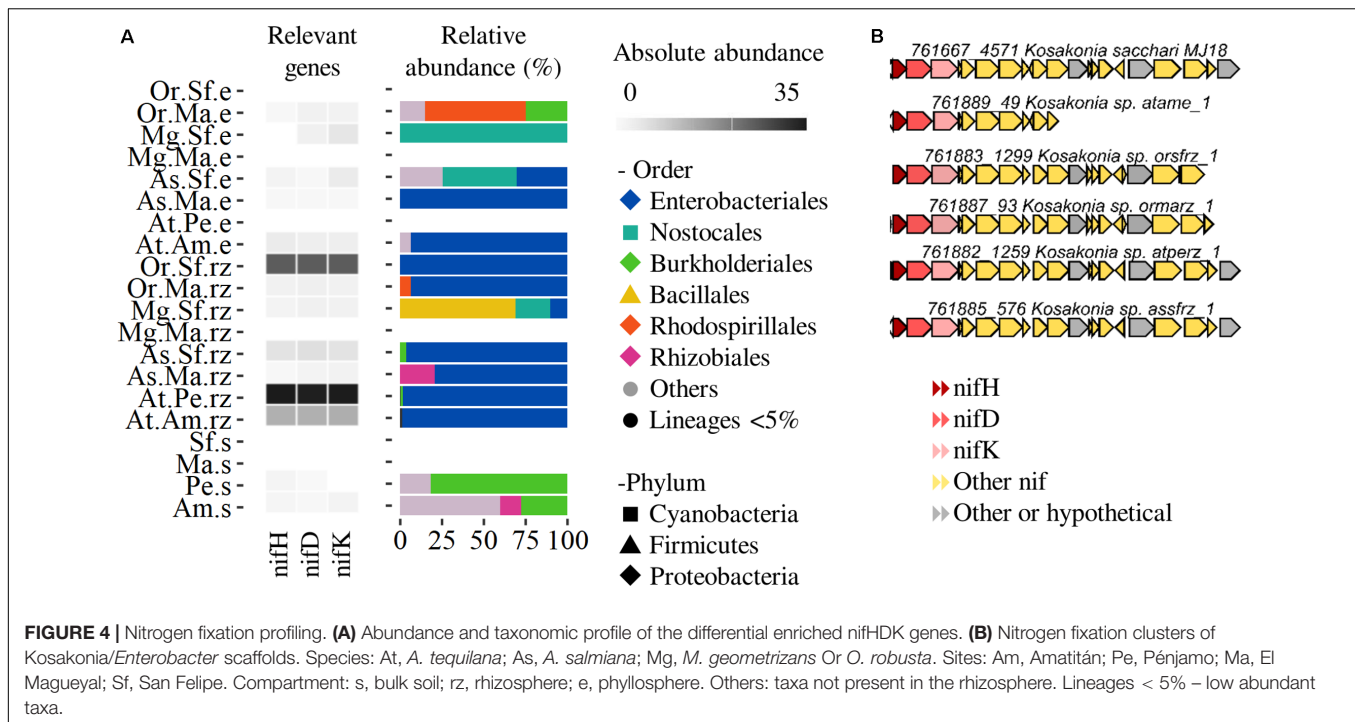 A
Relevant
genes
Relative
abundance (%)
Or.Sf.e
Or.Ma.e
Mg.Sf.e
Mg.Ma.e
As.Sf.e
As.Ma.e
At.Pe.e
At.Am.e
Or.Sf.rz
Or.Ma.rz
Mg.Sf.rz
Mg.Ma.rz
As.Sf.rz
As.Ma.rz
At.Pe.rz
At.Am.rz
Sf.s
Ma.s
Pe.s
Am.s
nifH
nifD
nifK
0 25 50 75 100
Absolute abundance
0 35
- Order
Enterobacteriales
Nostocales
Burkholderiales
Bacillales
Rhodospirillales
Rhizobiales
Others
Lineages <5%
-Phylum
Cyanobacteria
Firmicutes
Proteobacteria
B
761667_4571 Kosakonia sacchari MJ18
761889_49 Kosakonia sp. atame_1
761883_1299 Kosakonia sp. orsfrz_1
761887_93 Kosakonia sp. ormarz_1
761882_1259 Kosakonia sp. atperz_1
761885_576 Kosakonia sp. assfrz_1
nifH
nifD
nifK
Other nif
Other or hypothetical
FIGURE 4 | Nitrogen fixation profiling. (A) Abundance and taxonomic profile of the differential enriched nifHDK genes. (B) Nitrogen fixation clusters of
Kosakonia/Enterobacter scaffolds. Species: At, A. tequilana; As, A. salmiana; Mg, M. geometrizans Or O. robusta. Sites: Am, Amatitán; Pe, Pénjamo; Ma, El
Magueyal; Sf, San Felipe. Compartment: s, bulk soil; rz, rhizosphere; e, phyllosphere. Others: taxa not present in the rhizosphere. Lineages < 5% – low abundant
taxa.